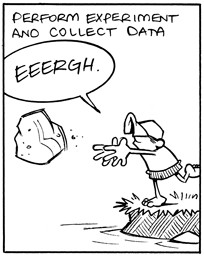 PERFORM EXPERIMENT
AND COLLECT DATA
EEERGH.